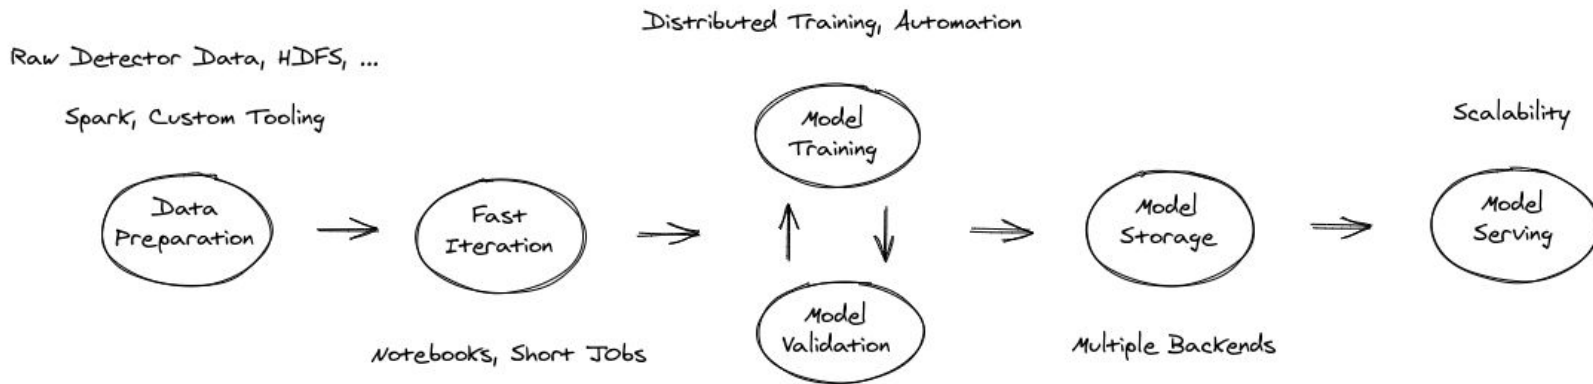 Distributed Training, Automation
Raw Detector Data, HDFS, ...
Spark, Custom Tooling
Scalability
Data
Preparation
Fast
Iteration
Notebooks, Short Jobs
Model
Training
Model
Validation
Model
Storage
Multiple Backends
Model
Serving